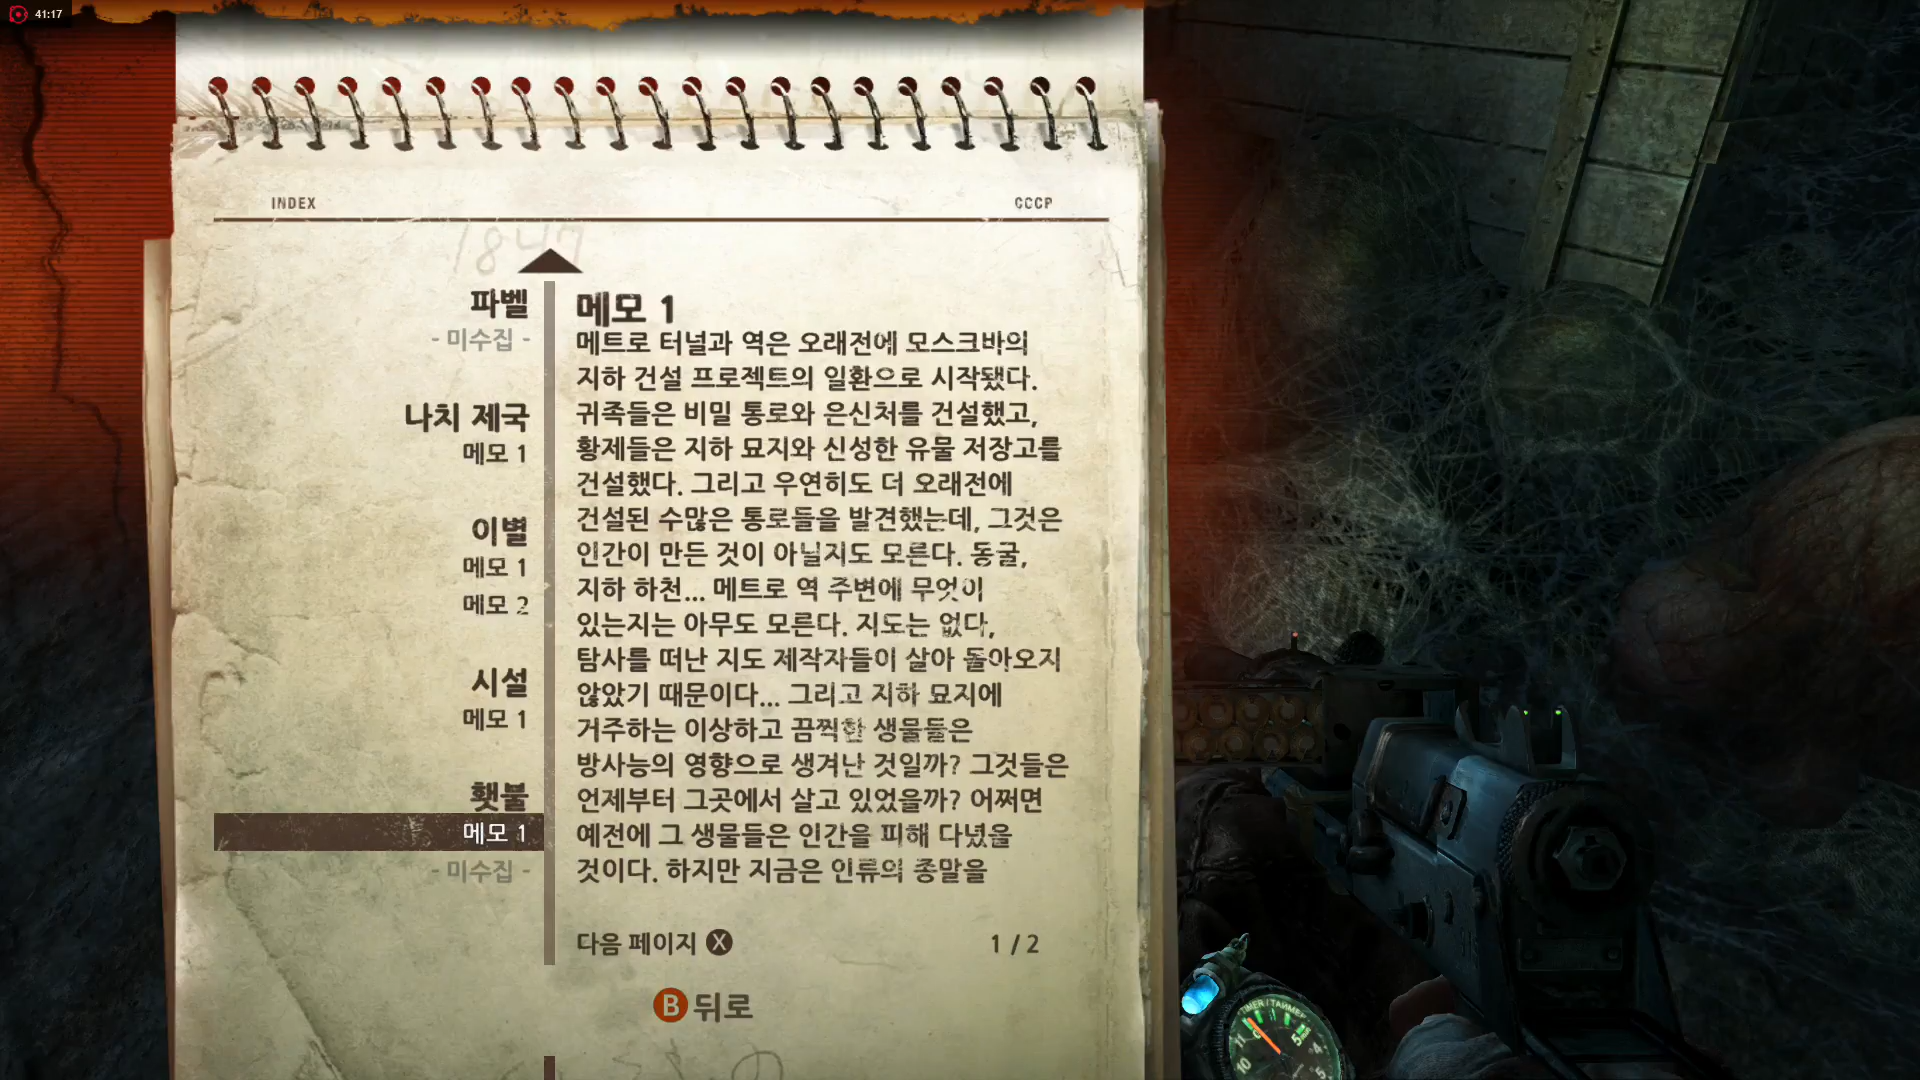 41:17
INDEX
CCCP
파벨
- 미수집 -
나치 제국
메모 1
이별
메모 1
메모 2
시설
메모 1
횃불
메모 1
- 미수집 -
메모 1
메트로 터널과 역은 오래전에 모스크바의
지하 건설 프로젝트의 일환으로 시작됐다.
귀족들은 비밀 통로와 은신처를 건설했고,
황제들은 지하 묘지와 신성한 유물 저장고를
건설했다. 그리고 우연히도 더 오래전에
건설된 수많은 통로들을 발견했는데, 그것은
인간이 만든 것이 아닐지도 모른다. 동굴,
지하 하천... 메트로 역 주변에 무엇이
있는지는 아무도 모른다. 지도는 없다,
탐사를 떠난 지도 제작자들이 살아 돌아오지
않았기 때문이다... 그리고 지하 묘지에
거주하는 이상하고 끔찍한 생물들은
방사능의 영향으로 생겨난 것일까? 그것들은
언제부터 그곳에서 살고 있었을까? 어쩌면
예전에 그 생물들은 인간을 피해 다녔을
것이다. 하지만 지금은 인류의 종말을
다음 페이지 X
1 / 2
B 뒤로